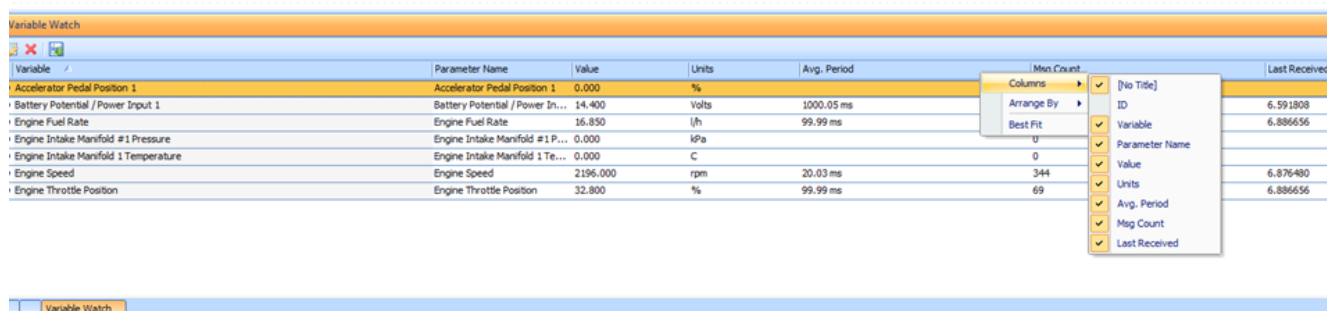 Variable Watch
Variable Parameter Name Value Units Avg. Period Msg Count Last Received
Accelerator Pedal Position 1 Accelerator Pedal Position 1 0.000 %
Battery Potential / Power Input 1 Battery Potential / Power In... 14.400 Volts 1000.05 ms 6.591808
Engine Fuel Rate Engine Fuel Rate 16.850 l/h 99.99 ms 6.886656
Engine Intake Manifold #1 Pressure Engine Intake Manifold #1 P... 0.000 kPa 0
Engine Intake Manifold 1 Temperature Engine Intake Manifold 1 Te... 0.000 C 0
Engine Speed Engine Speed 2196.000 rpm 20.03 ms 344 6.876480
Engine Throttle Position Engine Throttle Position 32.800 % 99.99 ms 69 6.886656
Columns
Arrange By
Best Fit
[No Title]
ID
Variable
Parameter Name
Value
Units
Avg. Period
Msg Count
Last Received
Variable Watch